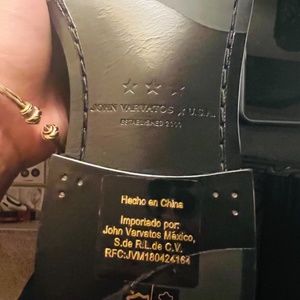 JOHN VARVATOS ★ U.S.A.
ESTABLISHED 2000
Hecho en China
Importado por:
John Varvatos México,
S.de R.L.de C.V.
RFC:JVM180424164